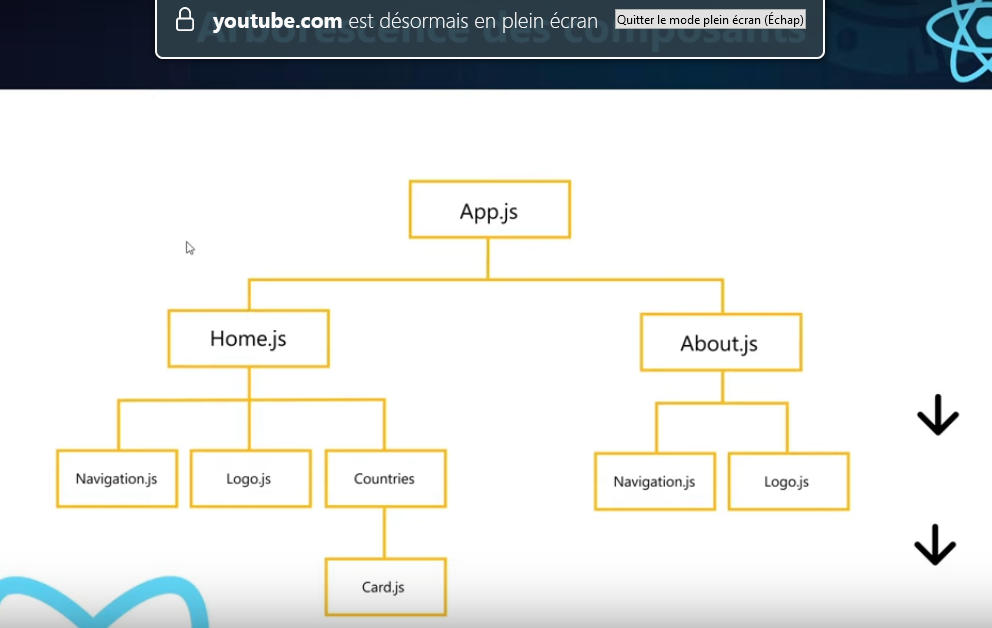 youtube.com est désormais en plein écran Quitter le mode plein écran (Échap)
Arborescence des composants
App.js
Home.js About.js
Navigation.js Logo.js Countries Navigation.js Logo.js
Card.js